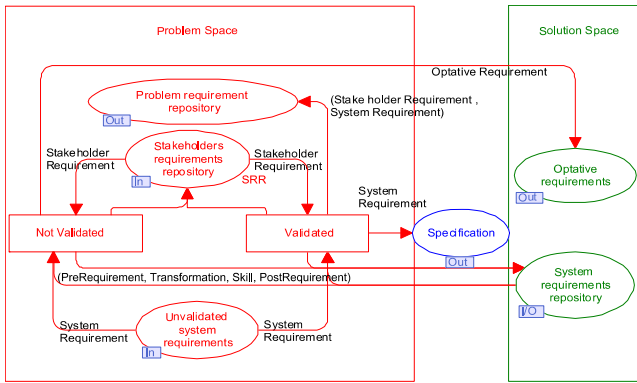 Problem Space
Solution Space
Optative Requirement
Problem requirement
repository
Out
(Stake holder Requirement ,
System Requirement)
Stakeholder
Requirement
Stakeholders
requirements
repository
In
SRR
Stakeholder
Requirement
Optative
requirements
Out
System
Requirement
Not Validated
Validated
Specification
Out
(PreRequirement, Transformation, Skill, PostRequirement)
System
requirements
repository
I/O
System
Requirement
Unvalidated
system
requirements
In
System
Requirement